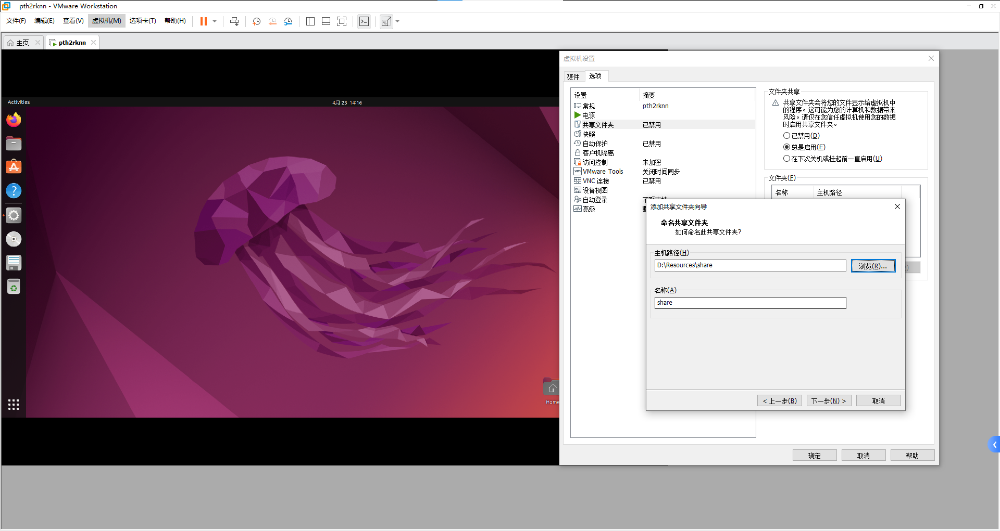 pth2rknn - VMware Workstation
文件(F) 编辑(E) 查看(V) 虚拟机(M) 选项卡(T) 帮助(H)
主页 pth2rknn
Activities
4月 23 14:16
Home
虚拟机设置
硬件 选项
设置 摘要
常规 pth2rknn
电源
共享文件夹 已禁用
快照
自动保护 已禁用
客户机隔离
访问控制 未加密
VMware Tools 关闭时间同步
VNC 连接 已禁用
设备视图
自动登录
高级
文件夹共享
共享文件夹会将您的文件显示给虚拟机中
的程序。这可能为您的计算机和数据带来
风险。请仅在您信任虚拟机使用您的数据
时启用共享文件夹。
已禁用(D)
总是启用(E)
在下次关机或挂起前一直启用(U)
文件夹(F)
名称 主机路径
添加共享文件夹向导
命名共享文件夹
如何命名此共享文件夹?
主机路径(H)
D:\Resources\share
浏览(R)...
名称(A)
share
< 上一步(B) 下一步(N) > 取消
确定 取消 帮助